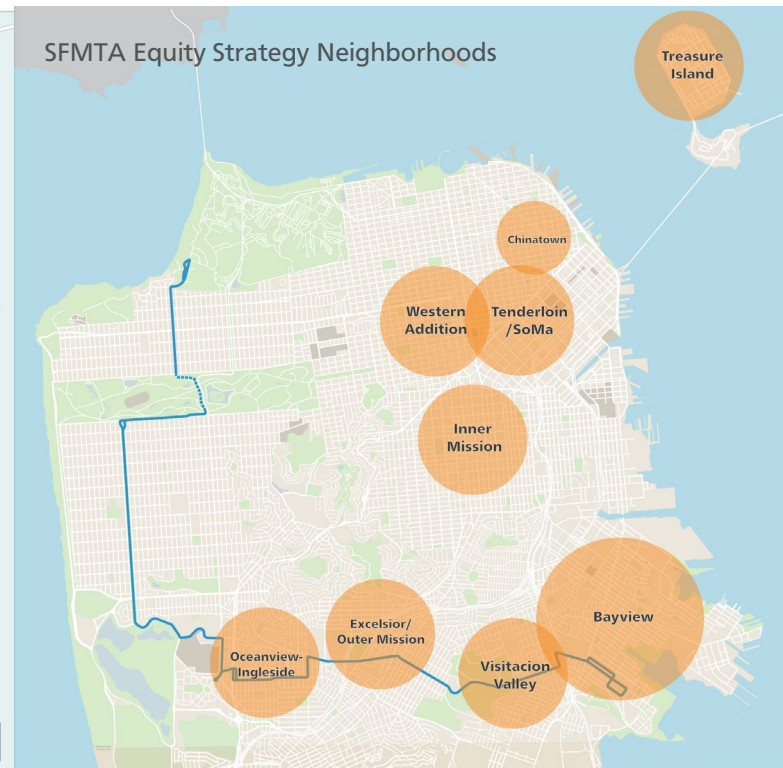 SFMTA Equity Strategy Neighborhoods
Treasure
Island
Chinatown
Western
Addition
Tenderloin
/SoMa
Inner
Mission
Bayview
Excelsior/
Outer Mission
Oceanview-
Ingleside
Visitacion
Valley